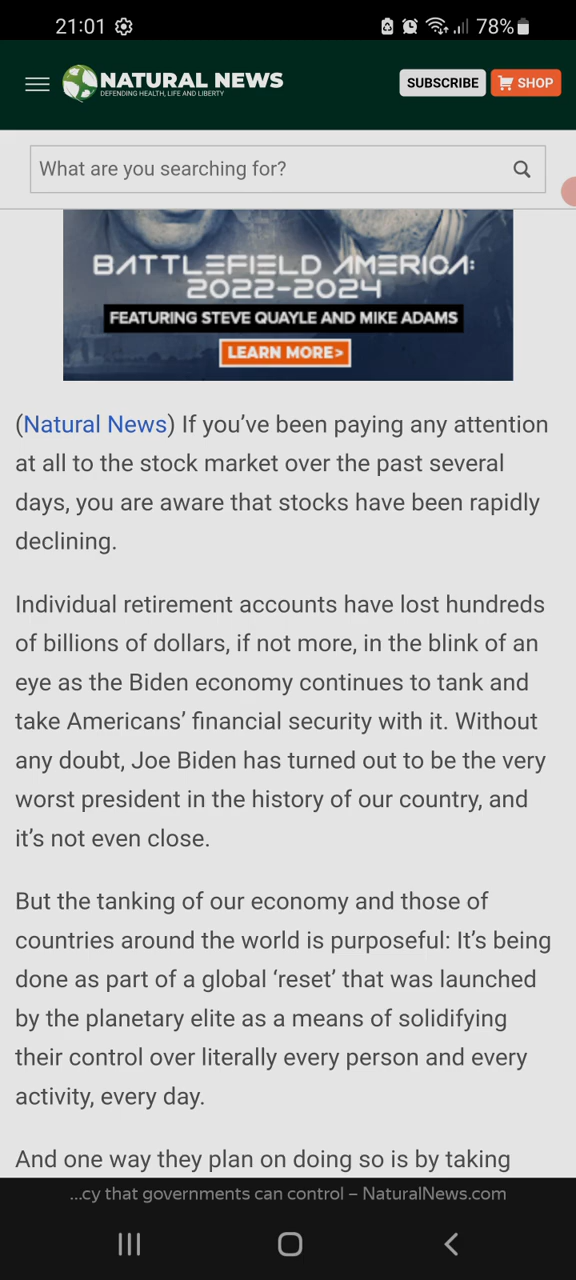 21:01 78%
NATURAL NEWS
DEFENDING HEALTH, LIFE AND LIBERTY
SUBSCRIBE
SHOP
What are you searching for?
BATTLEFIELD AMERICA:
2022-2024
FEATURING STEVE QUAYLE AND MIKE ADAMS
LEARN MORE>
(Natural News) If you’ve been paying any attention
at all to the stock market over the past several
days, you are aware that stocks have been rapidly
declining.
Individual retirement accounts have lost hundreds
of billions of dollars, if not more, in the blink of an
eye as the Biden economy continues to tank and
take Americans’ financial security with it. Without
any doubt, Joe Biden has turned out to be the very
worst president in the history of our country, and
it’s not even close.
But the tanking of our economy and those of
countries around the world is purposeful: It’s being
done as part of a global ‘reset’ that was launched
by the planetary elite as a means of solidifying
their control over literally every person and every
activity, every day.
And one way they plan on doing so is by taking
...cy that governments can control – NaturalNews.com